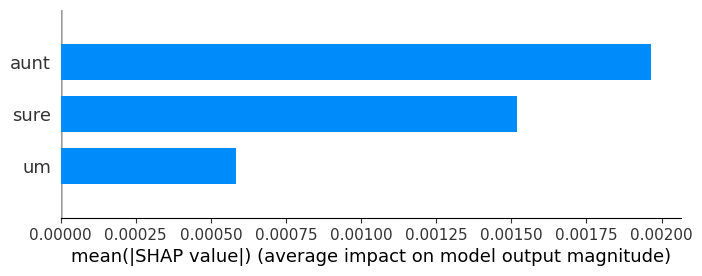 aunt
sure
um
0.00000 0.00025 0.00050 0.00075 0.00100 0.00125 0.00150 0.00175 0.00200
mean(|SHAP value|) (average impact on model output magnitude)